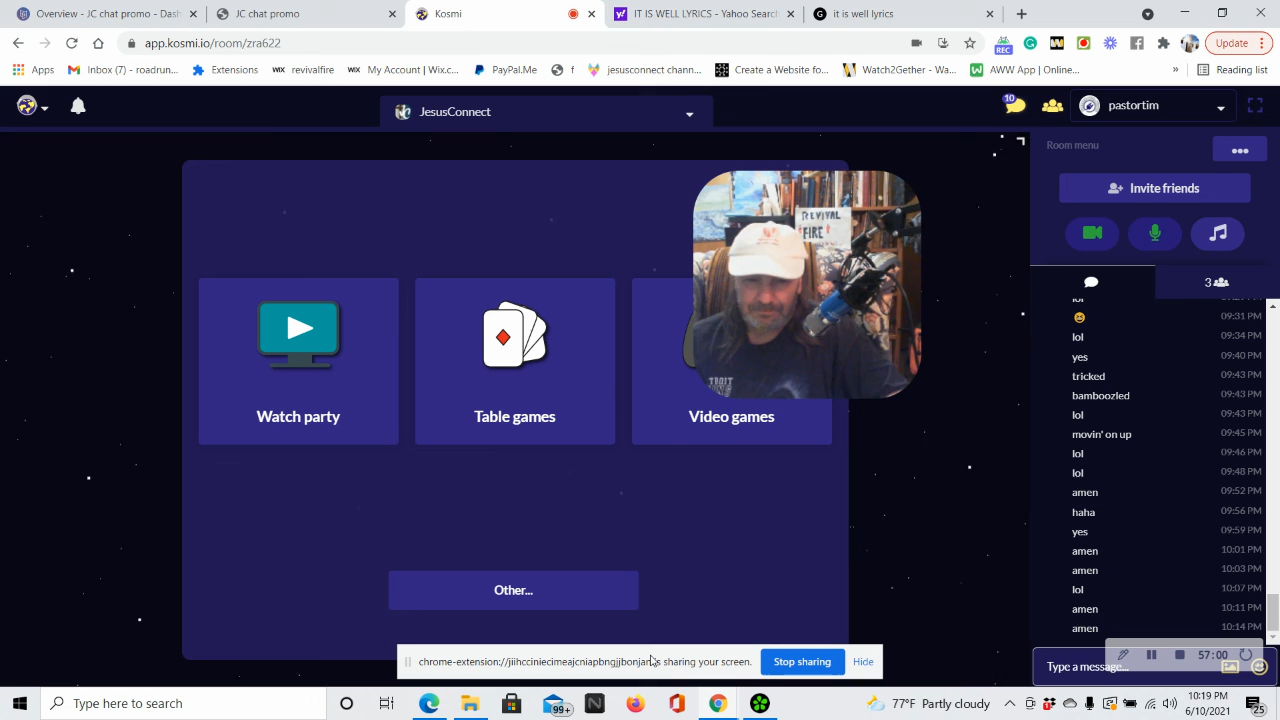 Overview - JC chat promo - Dash
JC chat promo
Kosmi
IT IS WELL LYRICS - Yahoo Sear
it is well lyrics
app.kosmi.io/room/zra622
REC
Update
Apps
Inbox (7) - roadrun...
Extensions
WIX revivalfire
WIX My Account | Wix.c...
PayPal.Me
f
jesusconnect chann...
Create a Website fo...
Watch2Gether - Wa...
AWW App | Online...
Reading list
JesusConnect
10
pastortim
Room menu
Invite friends
REVIVAL
FIRE
3
Watch party
Table games
Video games
Other...
09:31 PM
lol 09:34 PM
yes 09:40 PM
tricked 09:43 PM
bamboozled 09:43 PM
lol 09:43 PM
movin' on up 09:45 PM
lol 09:46 PM
lol 09:48 PM
amen 09:52 PM
haha 09:56 PM
yes 09:59 PM
amen 10:01 PM
amen 10:03 PM
lol 10:07 PM
amen 10:11 PM
amen 10:14 PM
57:00
Type a message...
is sharing your screen.
Stop sharing
Hide
Type here to search
99+
77°F Partly cloudy
10:19 PM
6/10/2021
25